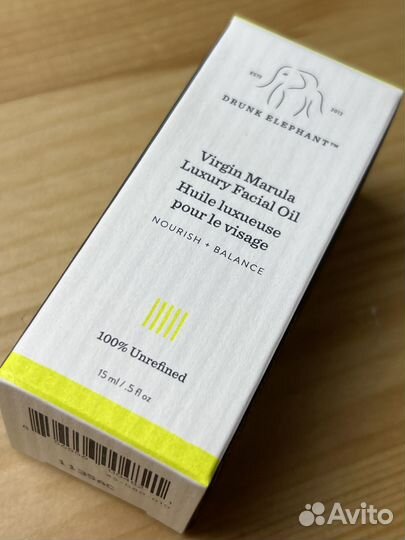 ESTD
2012
DRUNK ELEPHANT™
Virgin Marula
Luxury Facial Oil
Huile luxueuse
pour le visage
NOURISH + BALANCE
100% Unrefined
15 ml / .5 fl oz
Avito